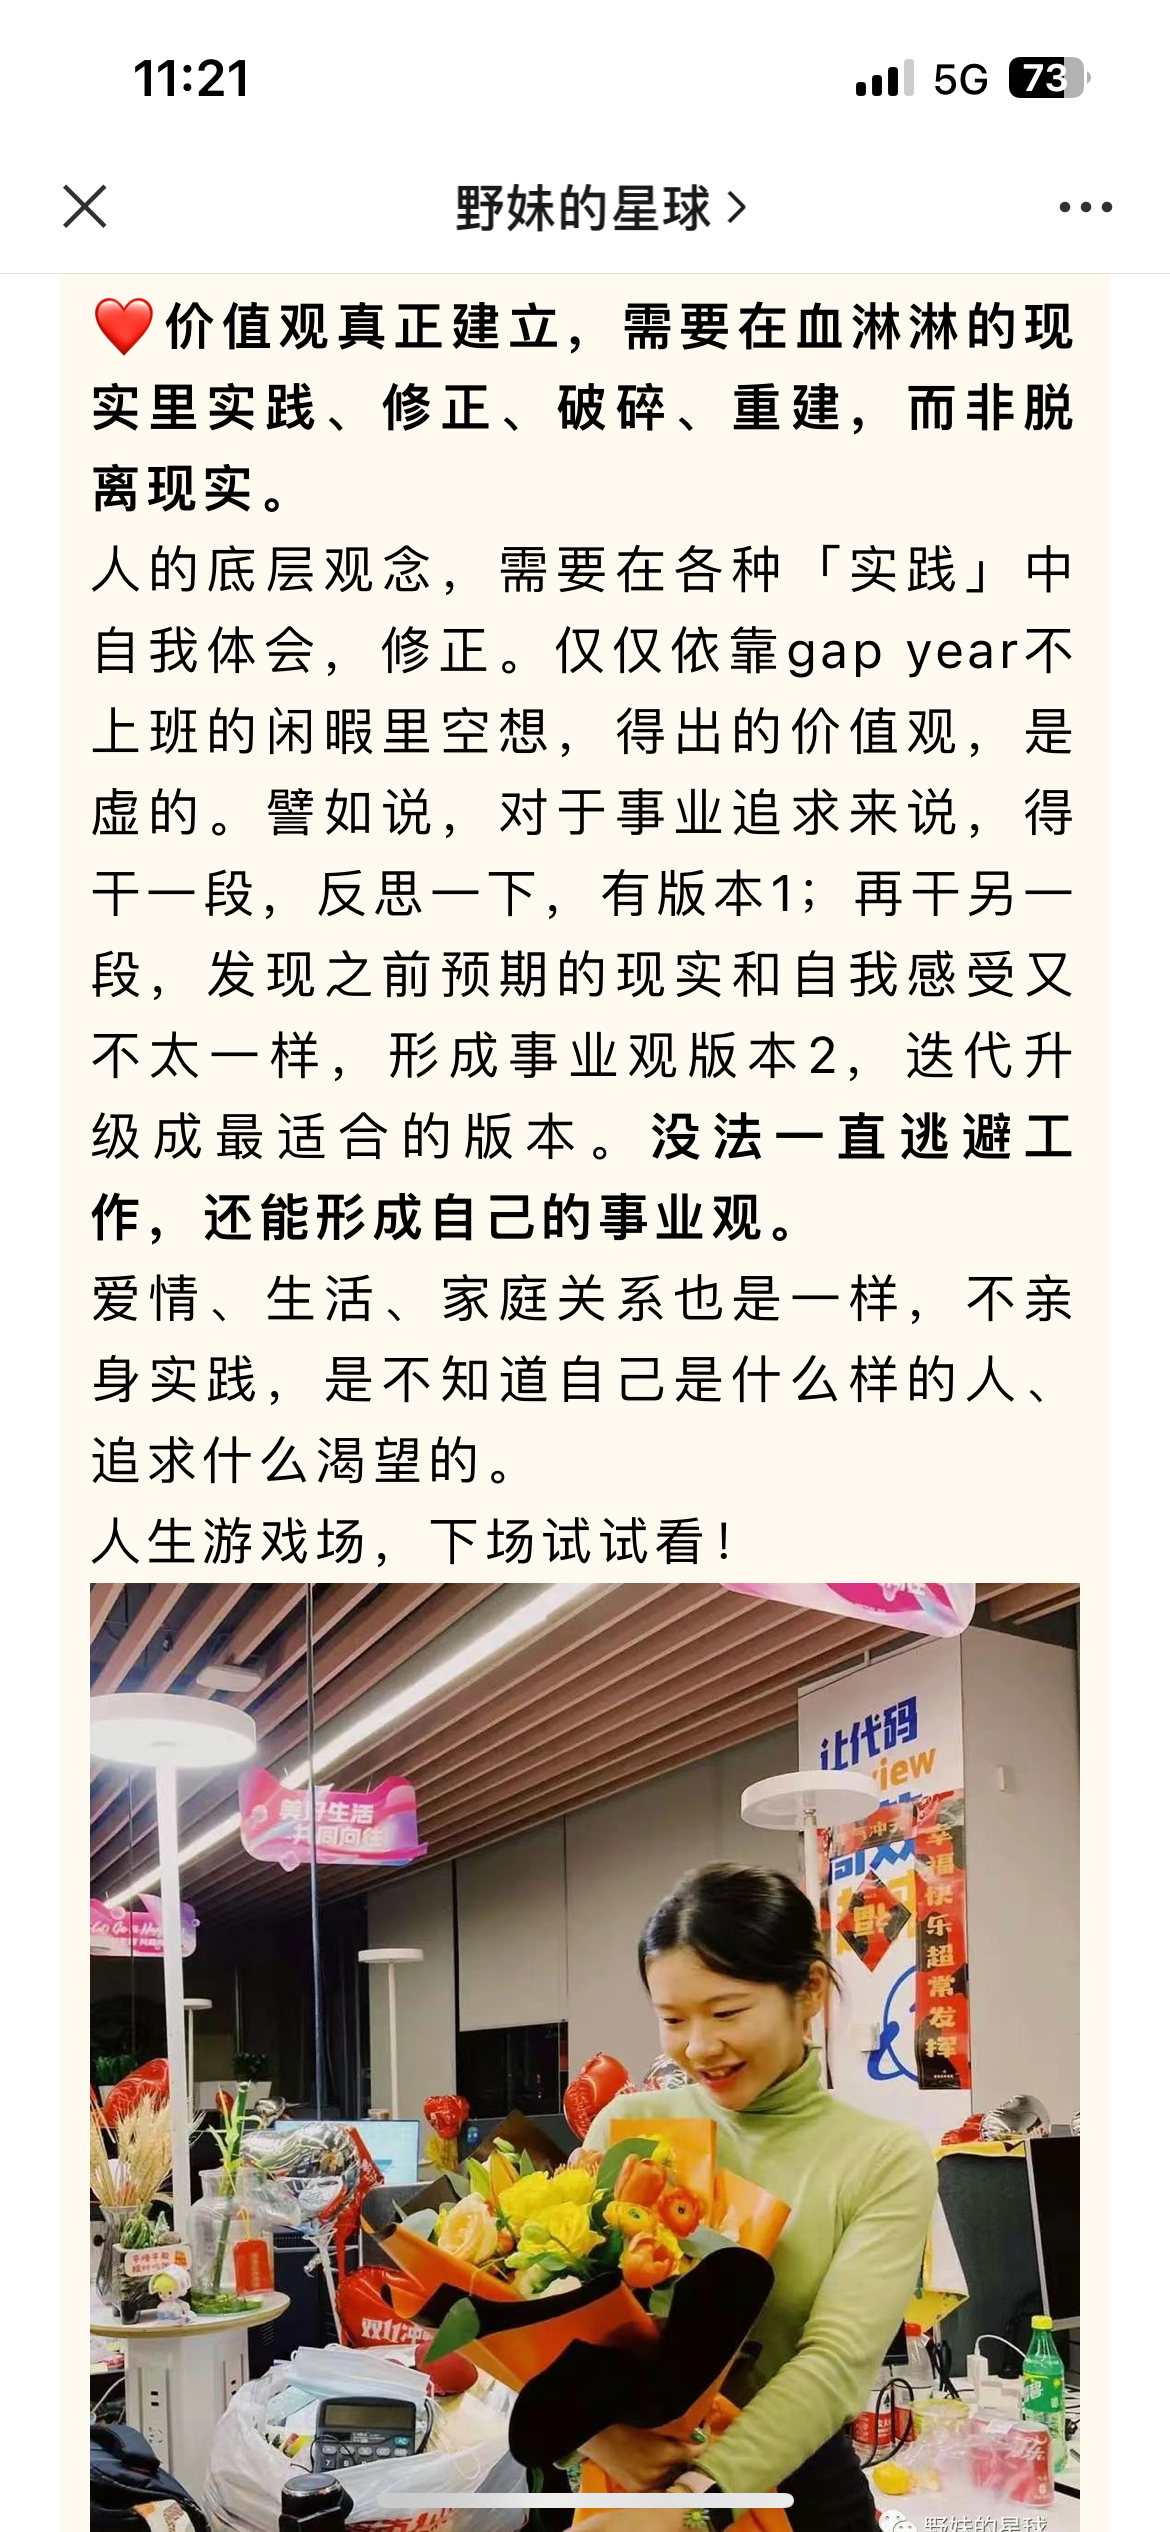 11:21
5G 73
野妹的星球
❤️价值观真正建立，需要在血淋淋的现
实里实践、修正、破碎、重建，而非脱
离现实。
人的底层观念，需要在各种「实践」中
自我体会，修正。仅仅依靠gap year不
上班的闲暇里空想，得出的价值观，是
虚的。譬如说，对于事业追求来说，得
干一段，反思一下，有版本1；再干另一
段，发现之前预期的现实和自我感受又
不太一样，形成事业观版本2，迭代升
级成最适合的版本。没法一直逃避工
作，还能形成自己的事业观。
爱情、生活、家庭关系也是一样，不亲
身实践，是不知道自己是什么样的人、
追求什么渴望的。
人生游戏场，下场试试看！
让代码
view
美好生活
共同向往
幸福快乐超常发挥
双11冲
野妹的星球